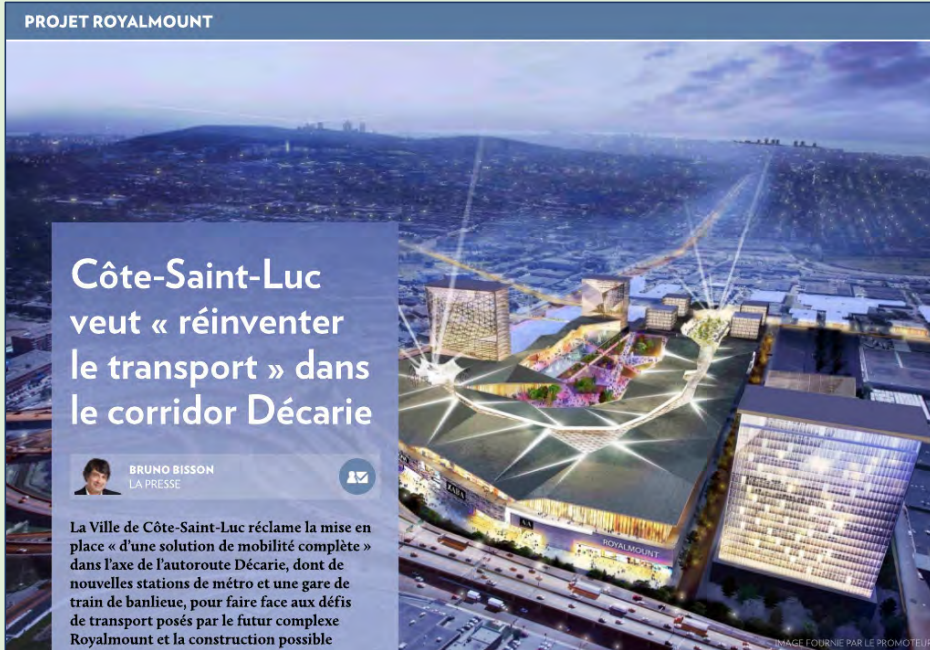 PROJET ROYALMOUNT
Côte-Saint-Luc
veut « réinventer
le transport » dans
le corridor Décarie
BRUNO BISSON
LA PRESSE
La Ville de Côte-Saint-Luc réclame la mise en
place « d'une solution de mobilité complète »
dans l'axe de l'autoroute Décarie, dont de
nouvelles stations de métro et une gare de
train de banlieue, pour faire face aux défis
de transport posés par le futur complexe
Royalmount et la construction possible
ZARA
ROYALMOUNT
IMAGE FOURNIE PAR LE PROMOTEUR